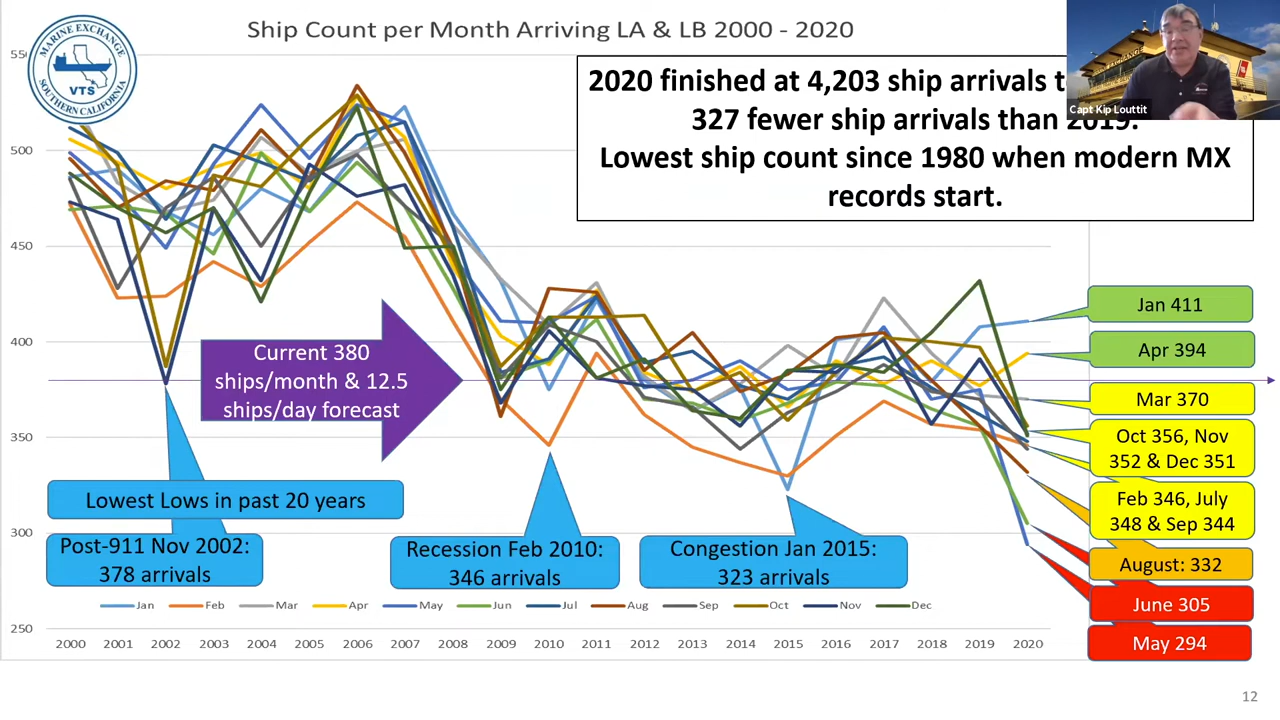 Ship Count per Month Arriving LA & LB 2000 - 2020
MARINE EXCHANGE
VTS
SOUTHERN CALIFORNIA
2020 finished at 4,203 ship arrivals
327 fewer ship arrivals than 2019.
Lowest ship count since 1980 when modern MX
records start.
Capt Kip Louttit
500
450
400
350
300
250
Current 380
ships/month & 12.5
ships/day forecast
Lowest Lows in past 20 years
Post-911 Nov 2002:
378 arrivals
Recession Feb 2010:
346 arrivals
Congestion Jan 2015:
323 arrivals
Jan 411
Apr 394
Mar 370
Oct 356, Nov
352 & Dec 351
Feb 346, July
348 & Sep 344
August: 332
June 305
May 294
Jan Feb Mar Apr May Jun Jul Aug Sep Oct Nov Dec
2000 2001 2002 2003 2004 2005 2006 2007 2008 2009 2010 2011 2012 2013 2014 2015 2016 2017 2018 2019 2020
12